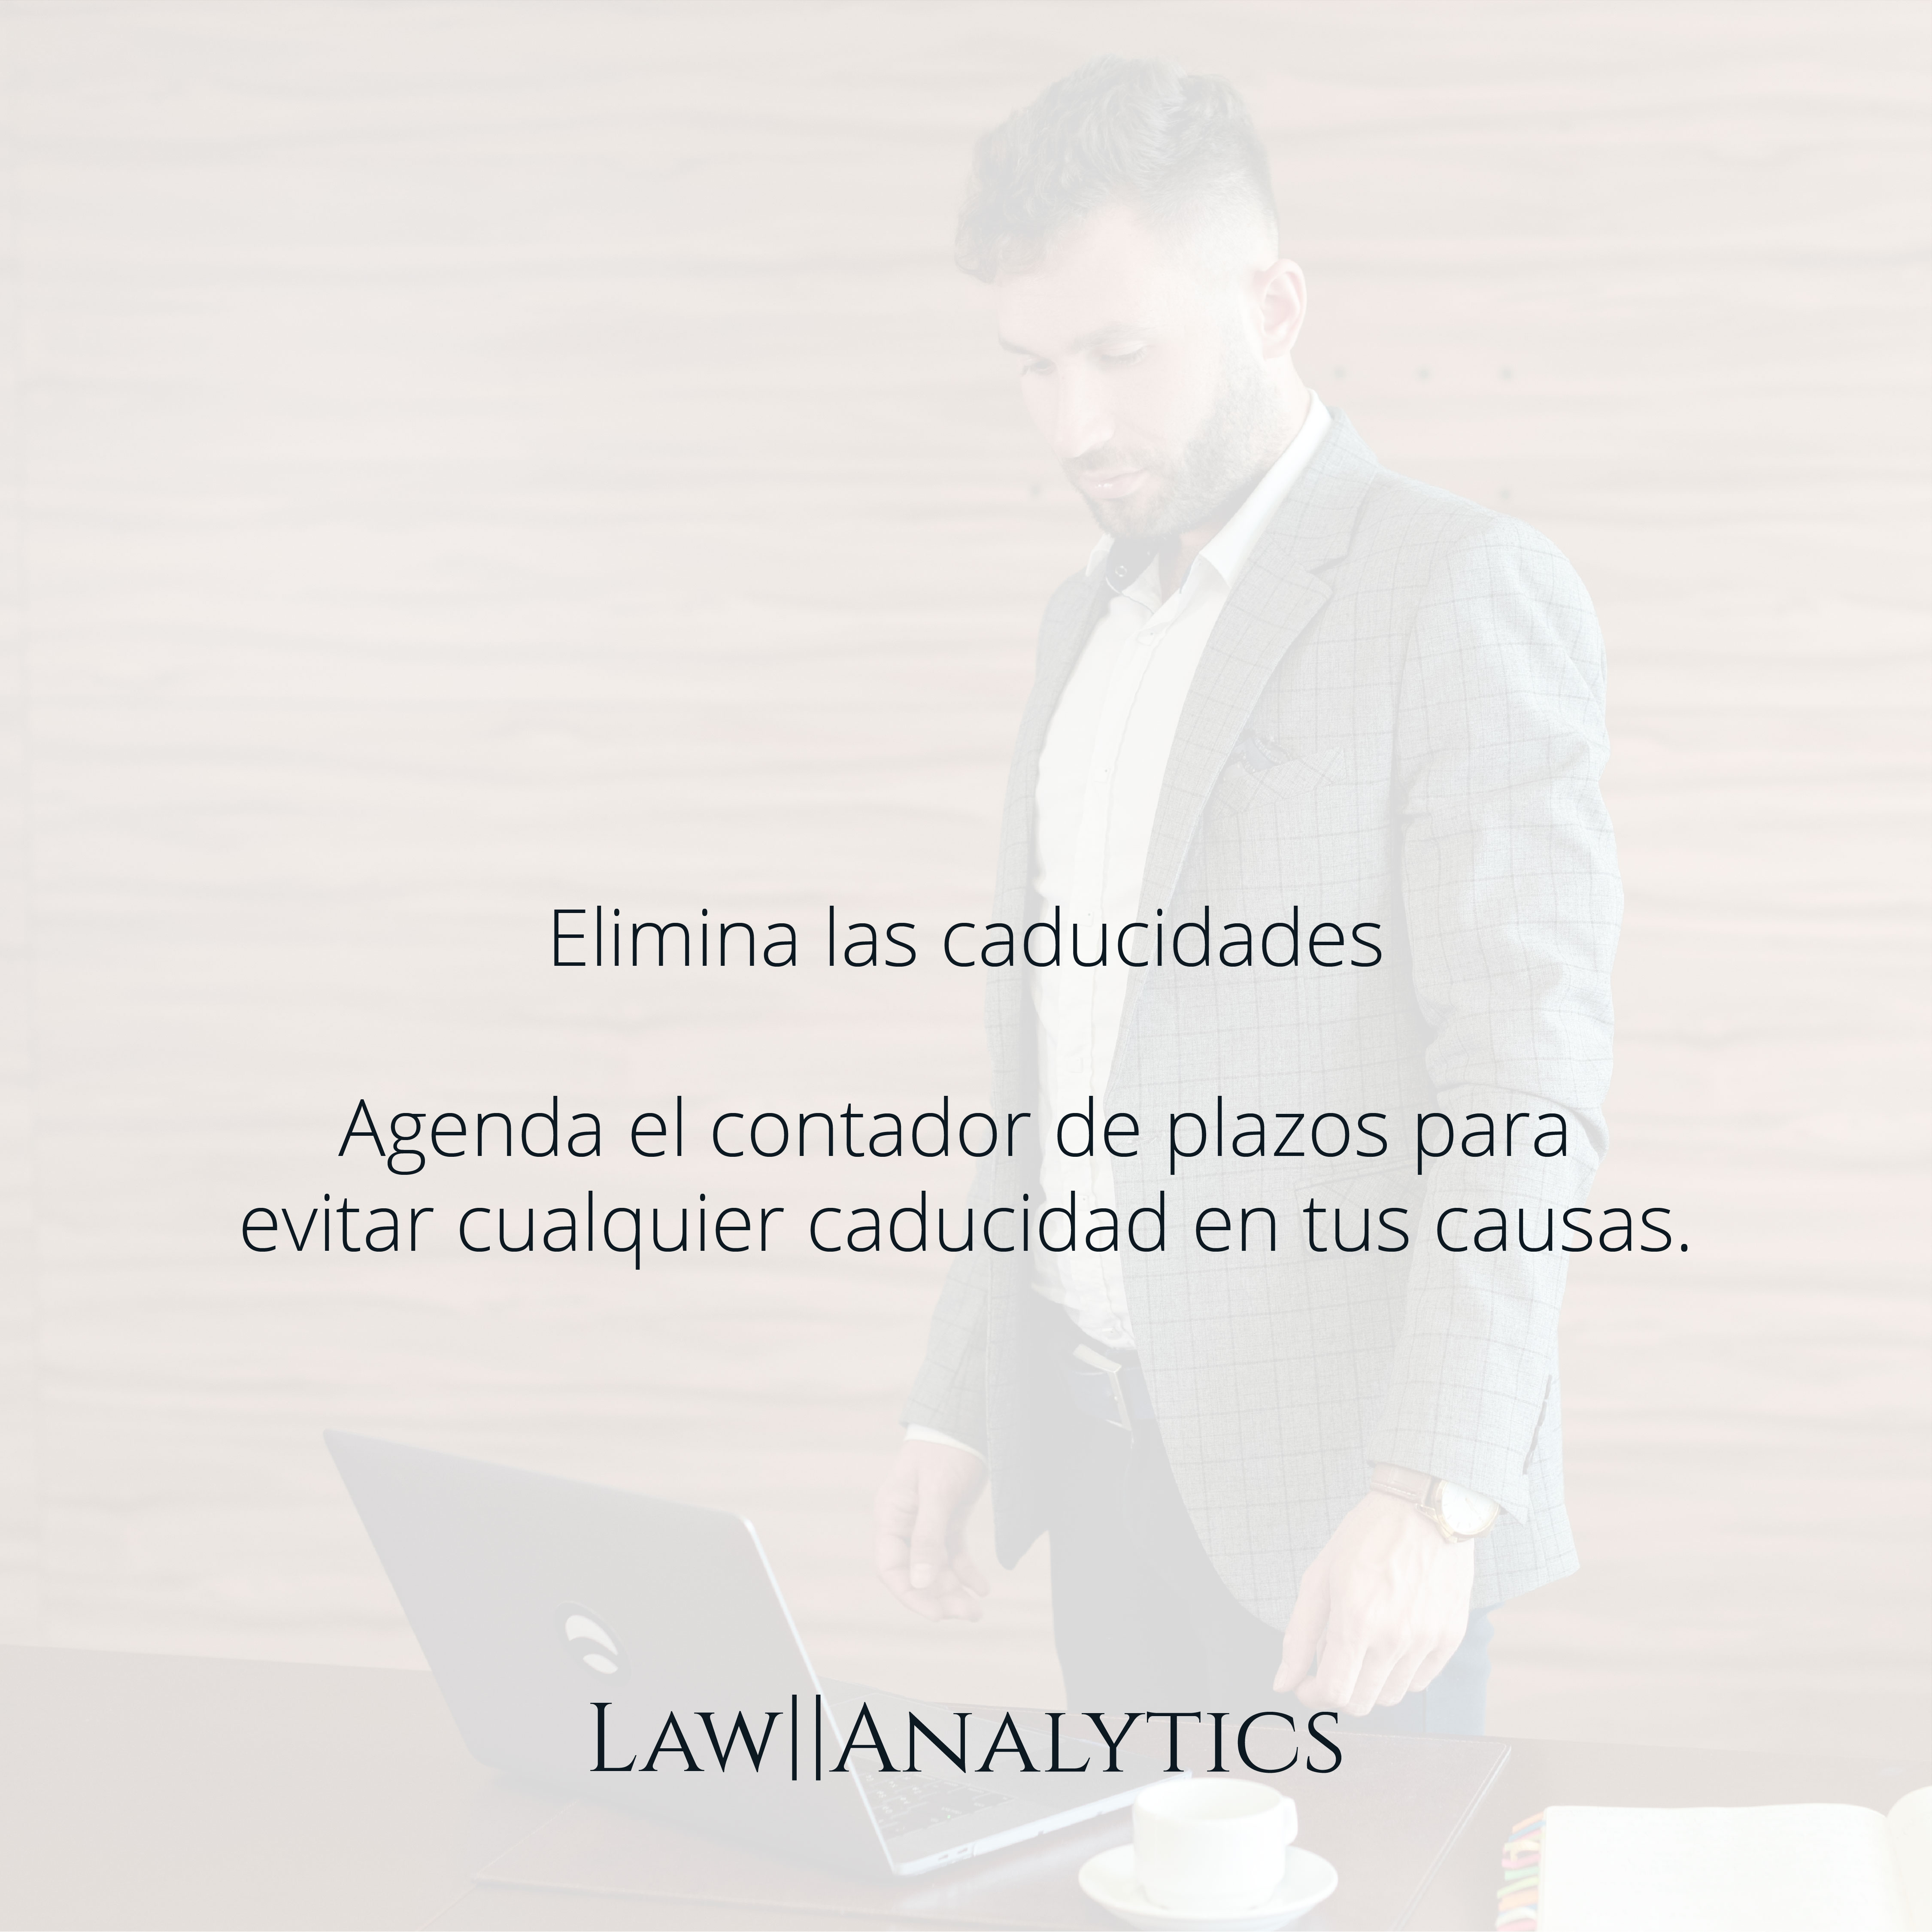 Elimina las caducidades
Agenda el contador de plazos para
evitar cualquier caducidad en tus causas.
LAW||ANALYTICS